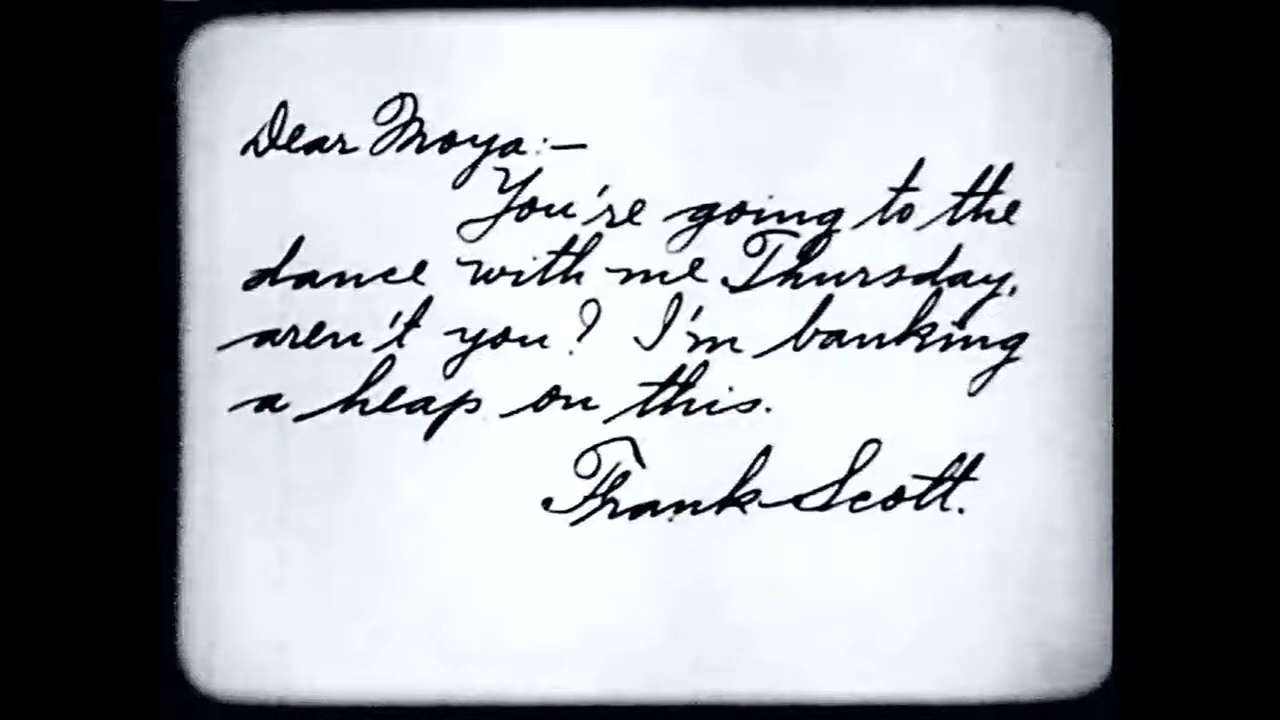 Dear Moya:—
You're going to the
dance with me Thursday,
aren't you? I'm banking
a heap on this.
Frank Scott.